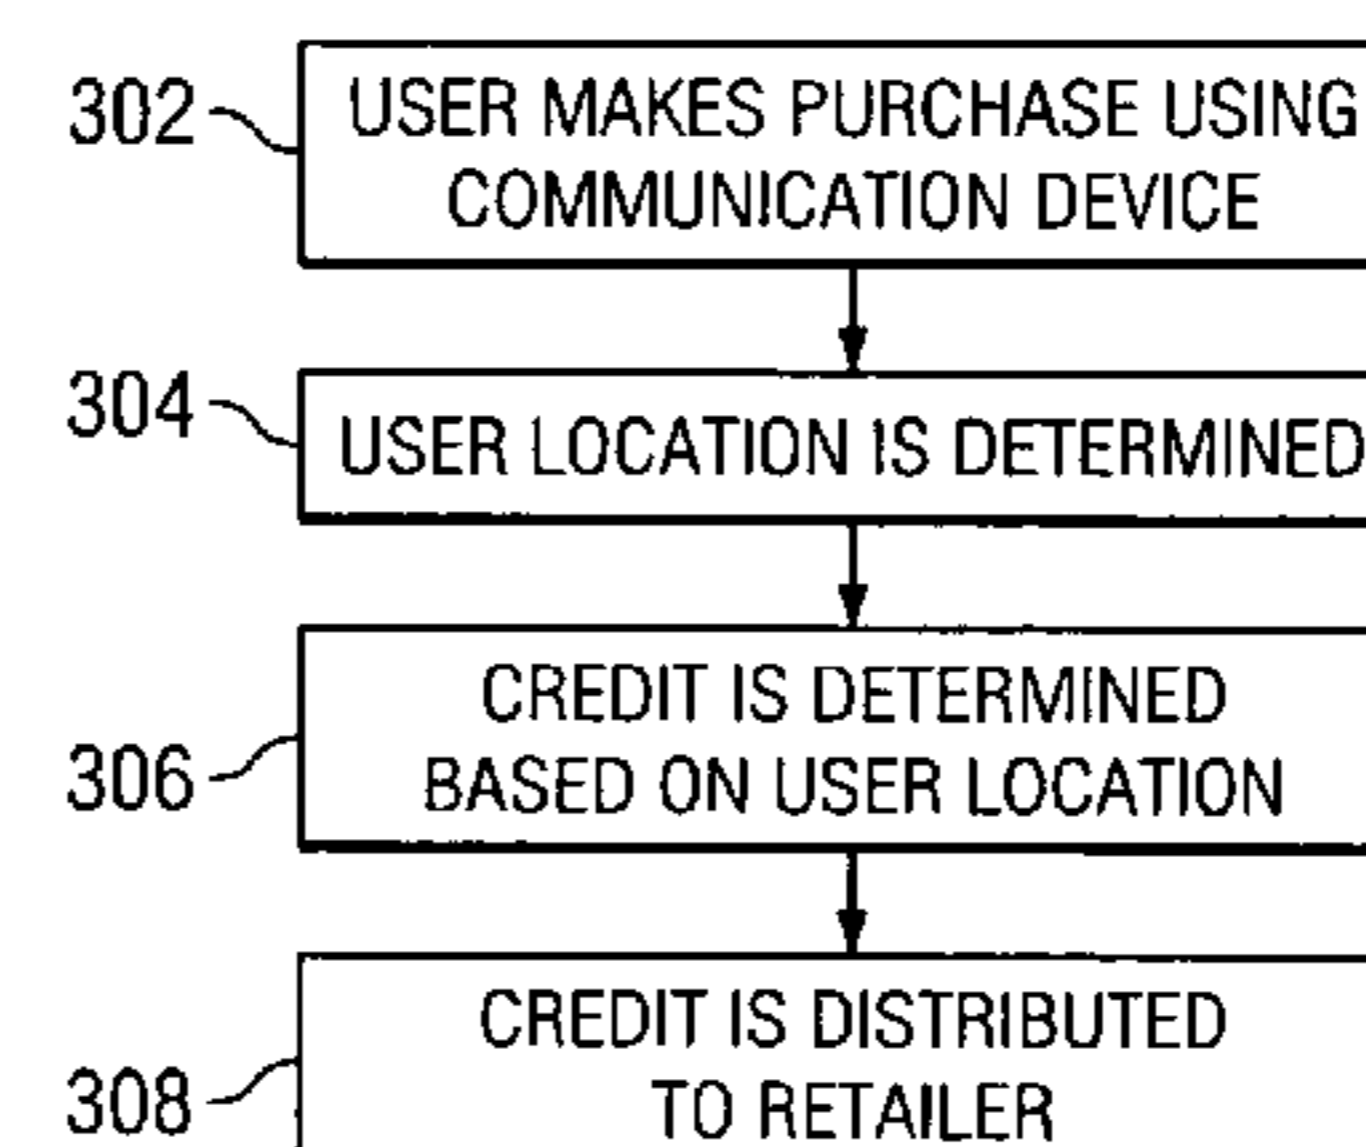 302
USER MAKES PURCHASE USING
COMMUNICATION DEVICE
304
USER LOCATION IS DETERMINED
CREDIT IS DETERMINED
306
BASED ON USER LOCATION
CREDIT IS DISTRIBUTED
308
TO RETAILER